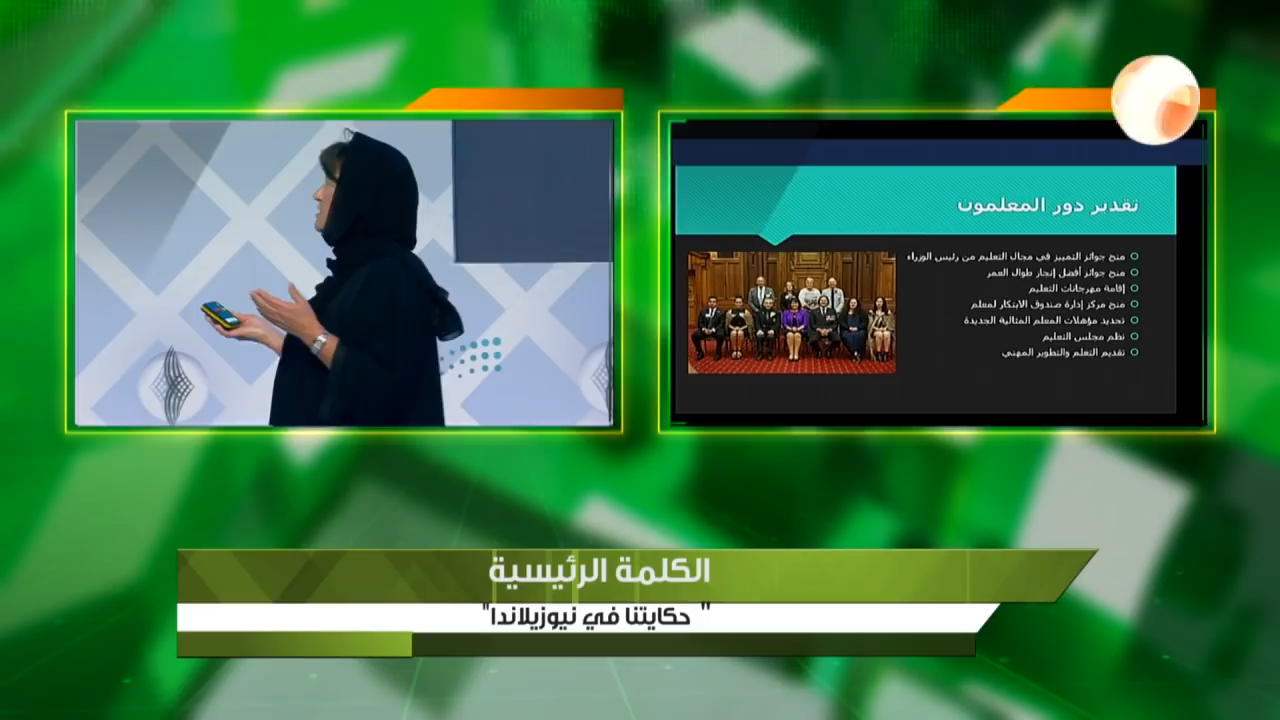 تقدير دور المعلمون
منح جوائز التمييز في مجال التعليم من رئيس الوزراء
منح جوائز أفضل إنجاز طوال العمر
إقامة مهرجانات التعليم
منح مركز إدارة صندوق الابتكار لمعلم
تحديد مؤهلات المعلم المثالية الجديدة
نظم مجلس التعليم
تقديم التعلم والتطوير المهني
الكلمة الرئيسية
" حكايتنا في نيوزيلاندا"